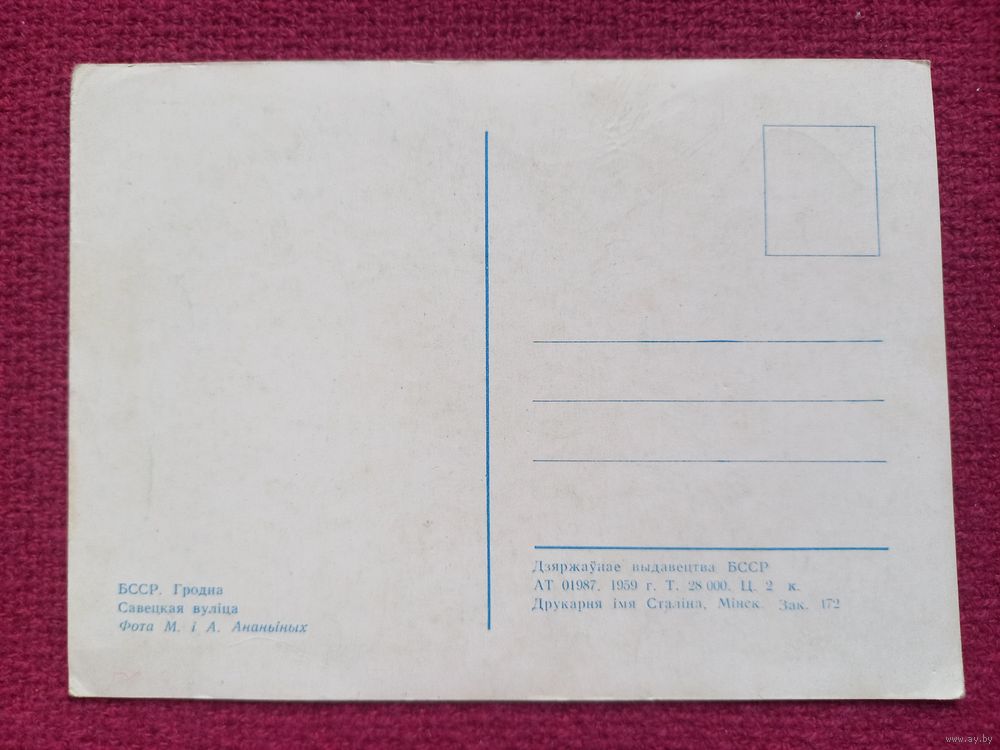 БССР. Гродна
Савецкая вуліца
Фота М. і А. Ананьіных
Дзяржаўнае выдавецтва БССР
АТ 01987. 1959 г. Т. 28 000. Ц. 2 к.
Друкарня імя Сталіна, Мінск. Зак. 172
www.ay.by